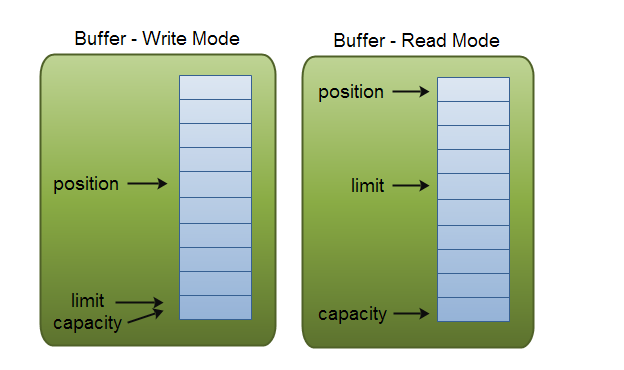 Buffer - Write Mode
position
limit
capacity
Buffer - Read Mode
position
limit
capacity